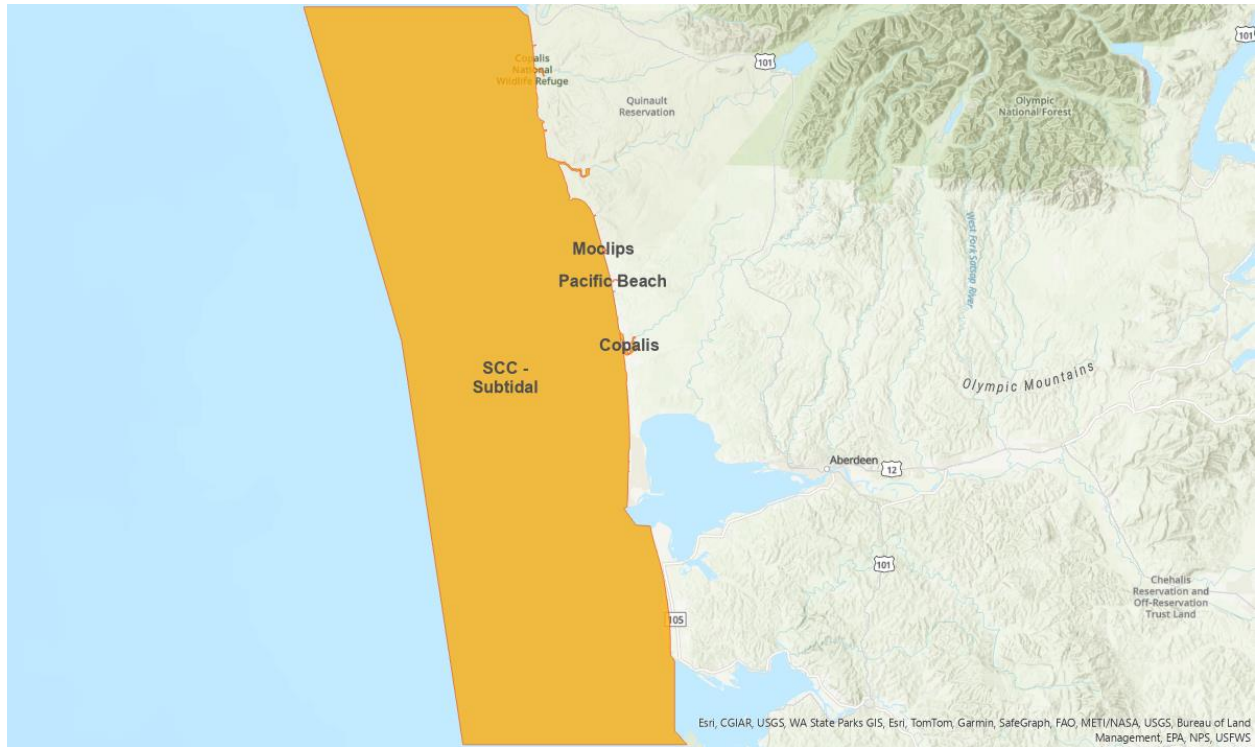 101
101
Copalis
National
Wildlife Refuge
Quinault
Reservation
Olympic
National Forest
West Fork Satsop River
Moclips
Pacific Beach
Copalis
SCC -
Subtidal
Olympic Mountains
Aberdeen
12
101
Chehalis
Reservation and
Off-Reservation
Trust Land
105
Esri, CGIAR, USGS, WA State Parks GIS, Esri, TomTom, Garmin, SafeGraph, FAO, METI/NASA, USGS, Bureau of Land
Management, EPA, NPS, USFWS